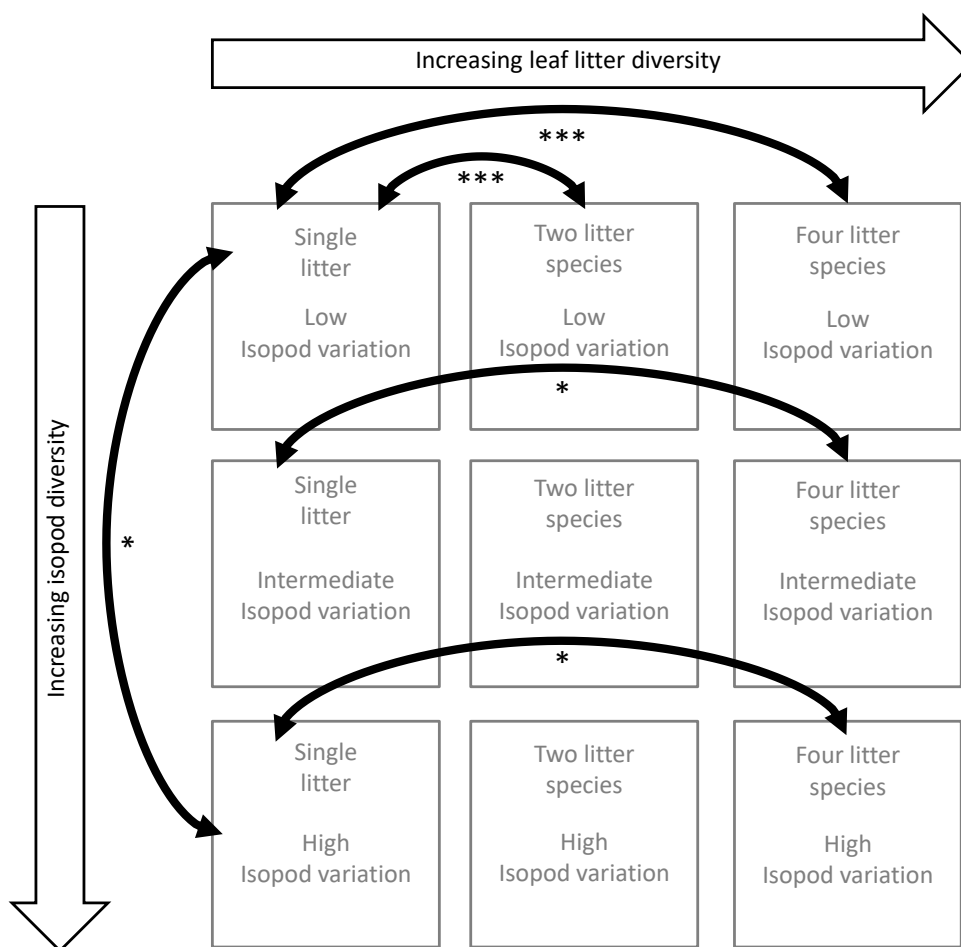 Increasing leaf litter diversity
***
***
Increasing isopod diversity
*
Single
litter
Low
Isopod variation
Two litter
species
Low
Isopod variation
Four litter
species
Low
Isopod variation
*
Single
litter
Intermediate
Isopod variation
Two litter
species
Intermediate
Isopod variation
Four litter
species
Intermediate
Isopod variation
*
Single
litter
High
Isopod variation
Two litter
species
High
Isopod variation
Four litter
species
High
Isopod variation